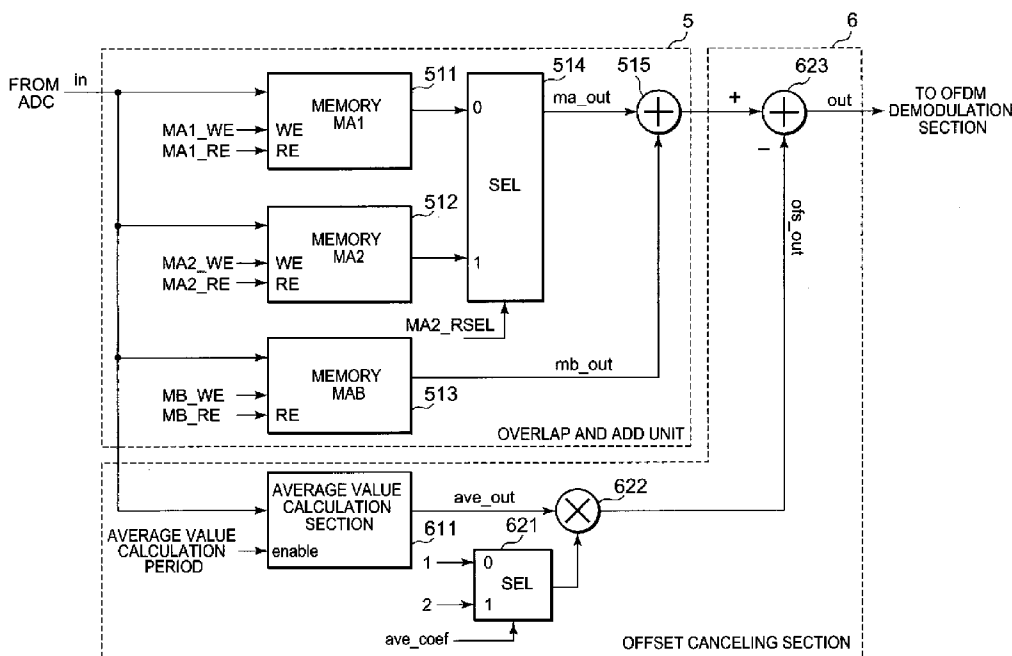 5
6
FROM
ADC
in
511
MEMORY
MA1
MA1_WE
WE
MA1_RE
RE
514
0
SEL
1
ma_out
515
+
623
out
TO OFDM
DEMODULATION
SECTION
−
ofs_out
512
MEMORY
MA2
MA2_WE
WE
MA2_RE
RE
MA2_RSEL
MEMORY
MAB
mb_out
MB_WE
MB_RE
RE
513
OVERLAP AND ADD UNIT
AVERAGE VALUE
CALCULATION
SECTION
ave_out
622
611
621
AVERAGE VALUE
CALCULATION
PERIOD
enable
1
0
SEL
2
1
ave_coef
OFFSET CANCELING SECTION